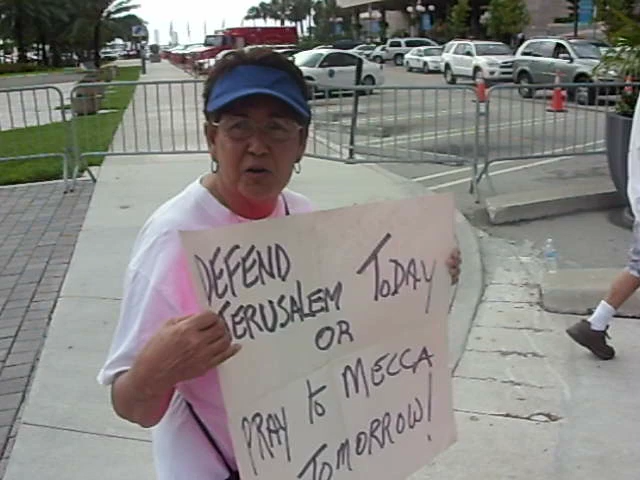 DEFEND
JERUSALEM TODAY
OR
PRAY to MECCA
TOMORROW!